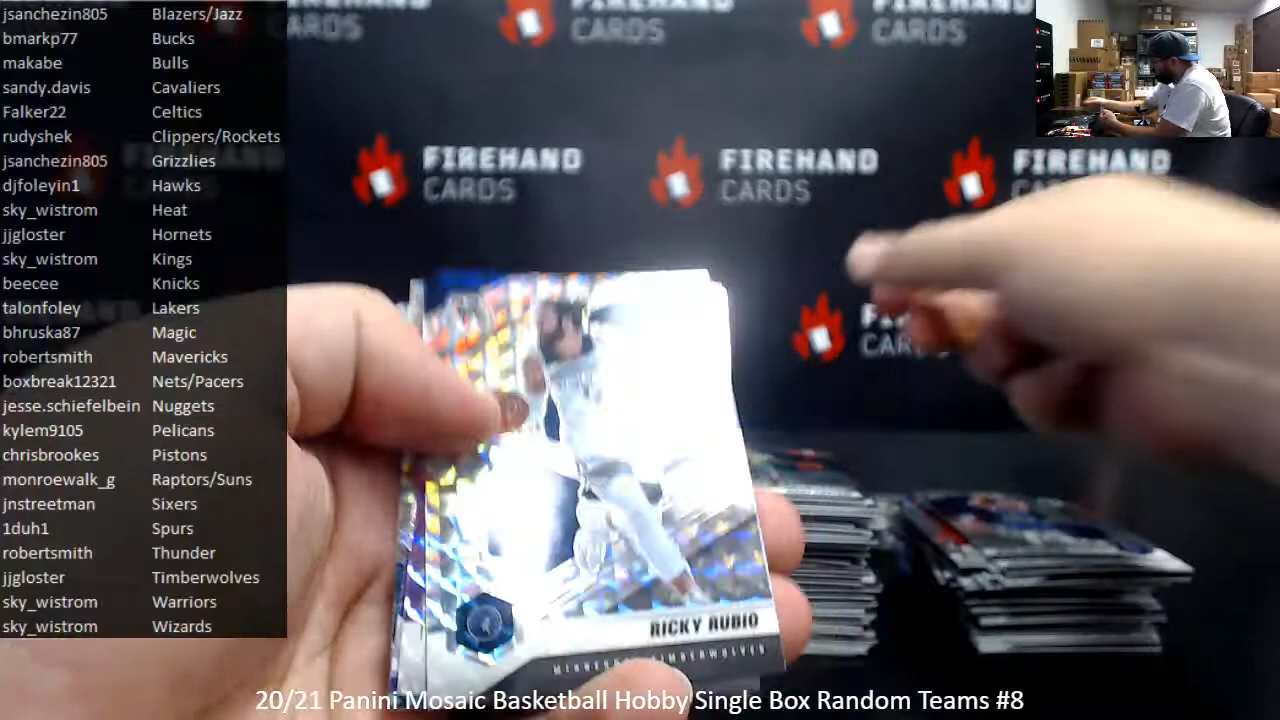 jsanchezin805 Blazers/Jazz
bmarkp77 Bucks
makabe Bulls
sandy.davis Cavaliers
Falker22 Celtics
rudyshek Clippers/Rockets
jsanchezin805 Grizzlies
djfoleyin1 Hawks
sky_wistrom Heat
jjgloster Hornets
sky_wistrom Kings
beecee Knicks
talonfoley Lakers
bhruska87 Magic
robertsmith Mavericks
boxbreak12321 Nets/Pacers
jesse.schiefelbein Nuggets
kylem9105 Pelicans
chrisbrookes Pistons
monroewalk_g Raptors/Suns
jnstreetman Sixers
1duh1 Spurs
robertsmith Thunder
jjgloster Timberwolves
sky_wistrom Warriors
sky_wistrom Wizards
FIREHAND FIREHAND FIREHAND
CARDS CARDS CARDS
FIREHAND FIREHAND FIREHAND
CARDS CARDS CARDS
RICKY RUBIO
20/21 Panini Mosaic Basketball Hobby Single Box Random Teams #8